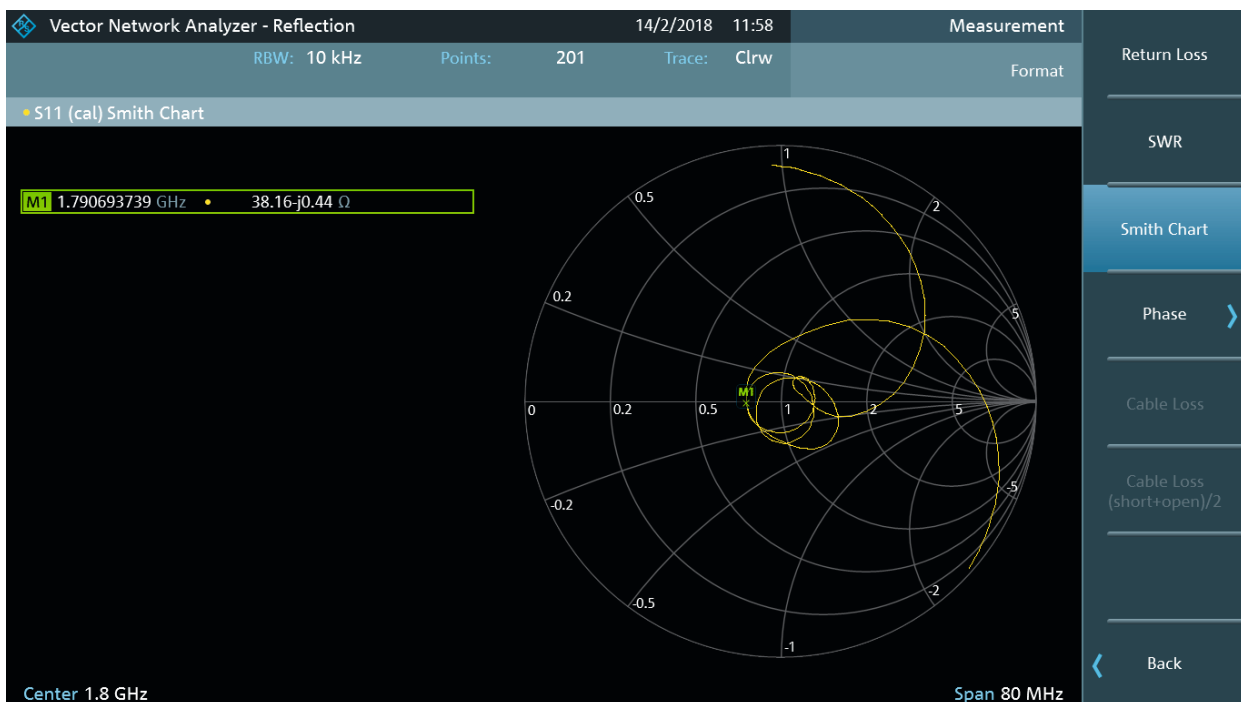 Vector Network Analyzer - Reflection 14/2/2018 11:58 Measurement
RBW: 10 kHz Points: 201 Trace: Clrw
Format
S11 (cal) Smith Chart
M1 1.790693739 GHz 38.16-j0.44 Ω
1
0.5
2
0.2
5
M1
0 0.2 0.5 1 2 5
-5
-0.2
-2
-0.5
-1
Center 1.8 GHz Span 80 MHz
Return Loss
SWR
Smith Chart
Phase
Cable Loss
Cable Loss
(short+open)/2
Back